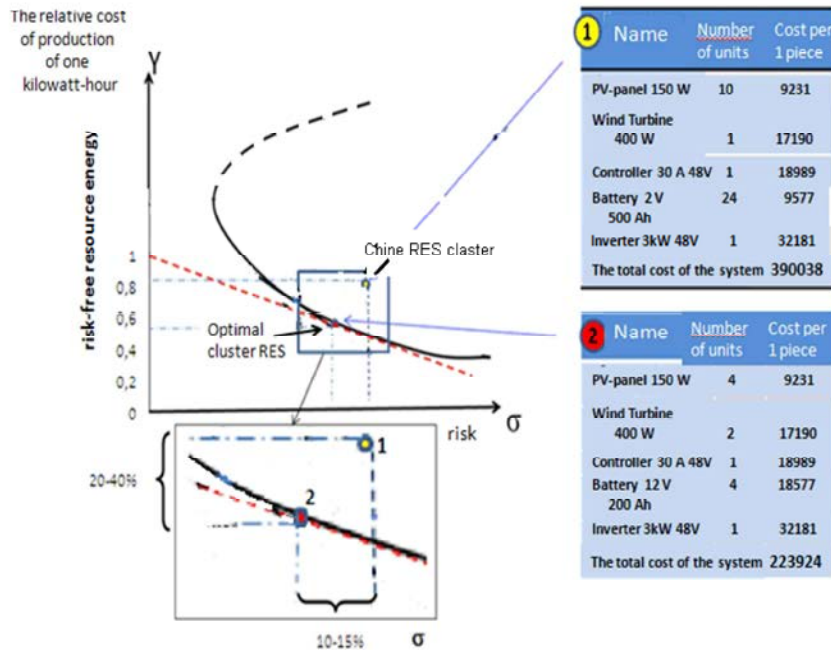 The relative cost
of production
of one
kilowatt-hour
Y
risk-free resource energy
1
0,8
0,6
0,4
0,2
0
Chine RES claster
Optimal
cluster RES
risk
σ
20-40%
1
2
10-15%
σ
1 Name Number of units Cost per 1 piece
PV-panel 150 W 10 9231
Wind Turbine
400 W 1 17190
Controller 30 A 48V 1 18989
Battery 2 V 24 9577
500 Ah
Inverter 3kW 48V 1 32181
The total cost of the system 390038
2 Name Number of units Cost per 1 piece
PV-panel 150 W 4 9231
Wind Turbine
400 W 2 17190
Controller 30 A 48V 1 18989
Battery 12 V 4 18577
200 Ah
Inverter 3kW 48V 1 32181
The total cost of the system 223924